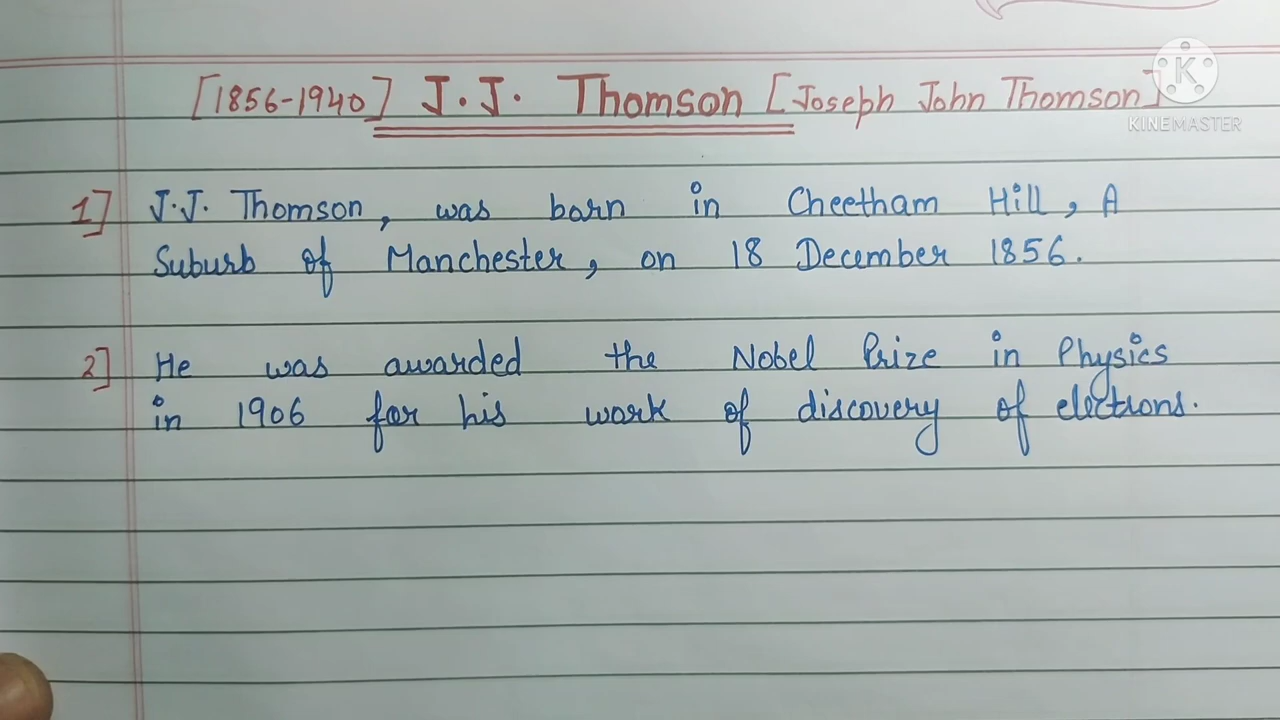 [1856-1940] J.J. Thomson [Joseph John Thomson]
KINEMASTER
1] J.J. Thomson, was born in Cheetham Hill, A
Suburb of Manchester, on 18 December 1856.
2] He was awarded the Nobel Prize in Physics
in 1906 for his work of discovery of elections.